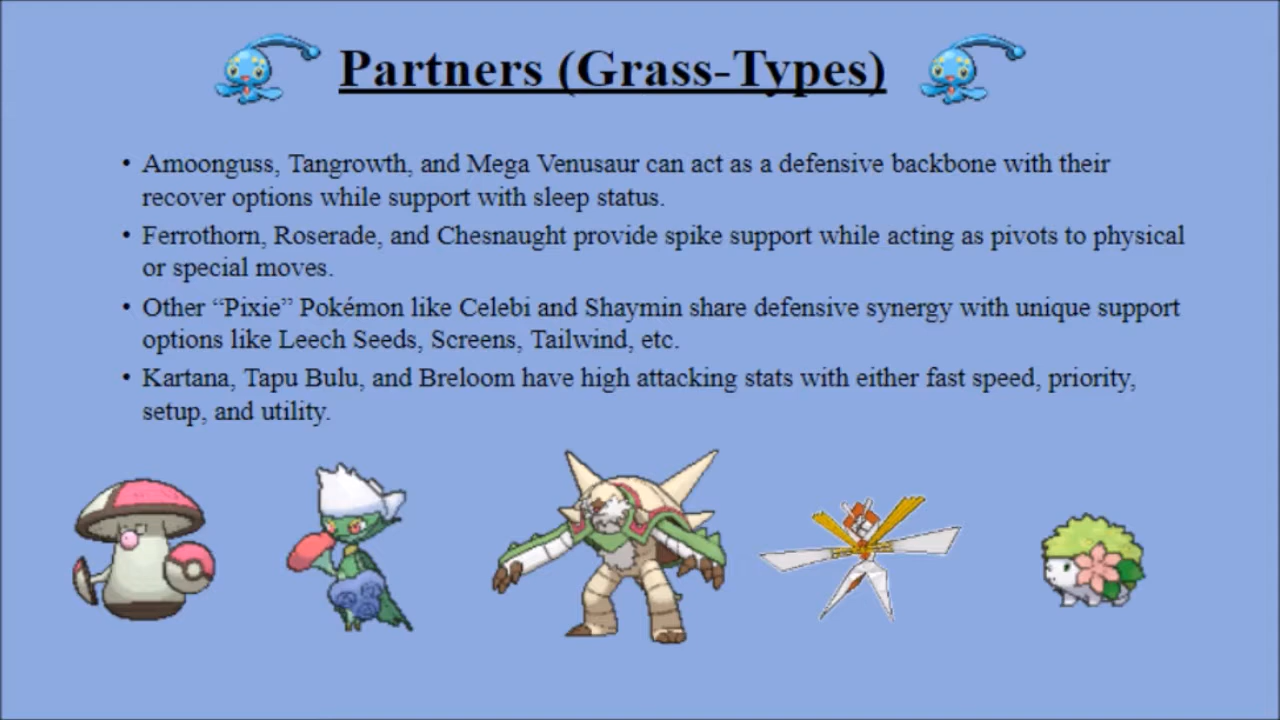 Partners (Grass-Types)
• Amoonguss, Tangrowth, and Mega Venusaur can act as a defensive backbone with their
recover options while support with sleep status.
• Ferrothorn, Roserade, and Chesnaught provide spike support while acting as pivots to physical
or special moves.
• Other “Pixie” Pokémon like Celebi and Shaymin share defensive synergy with unique support
options like Leech Seeds, Screens, Tailwind, etc.
• Kartana, Tapu Bulu, and Breloom have high attacking stats with either fast speed, priority,
setup, and utility.